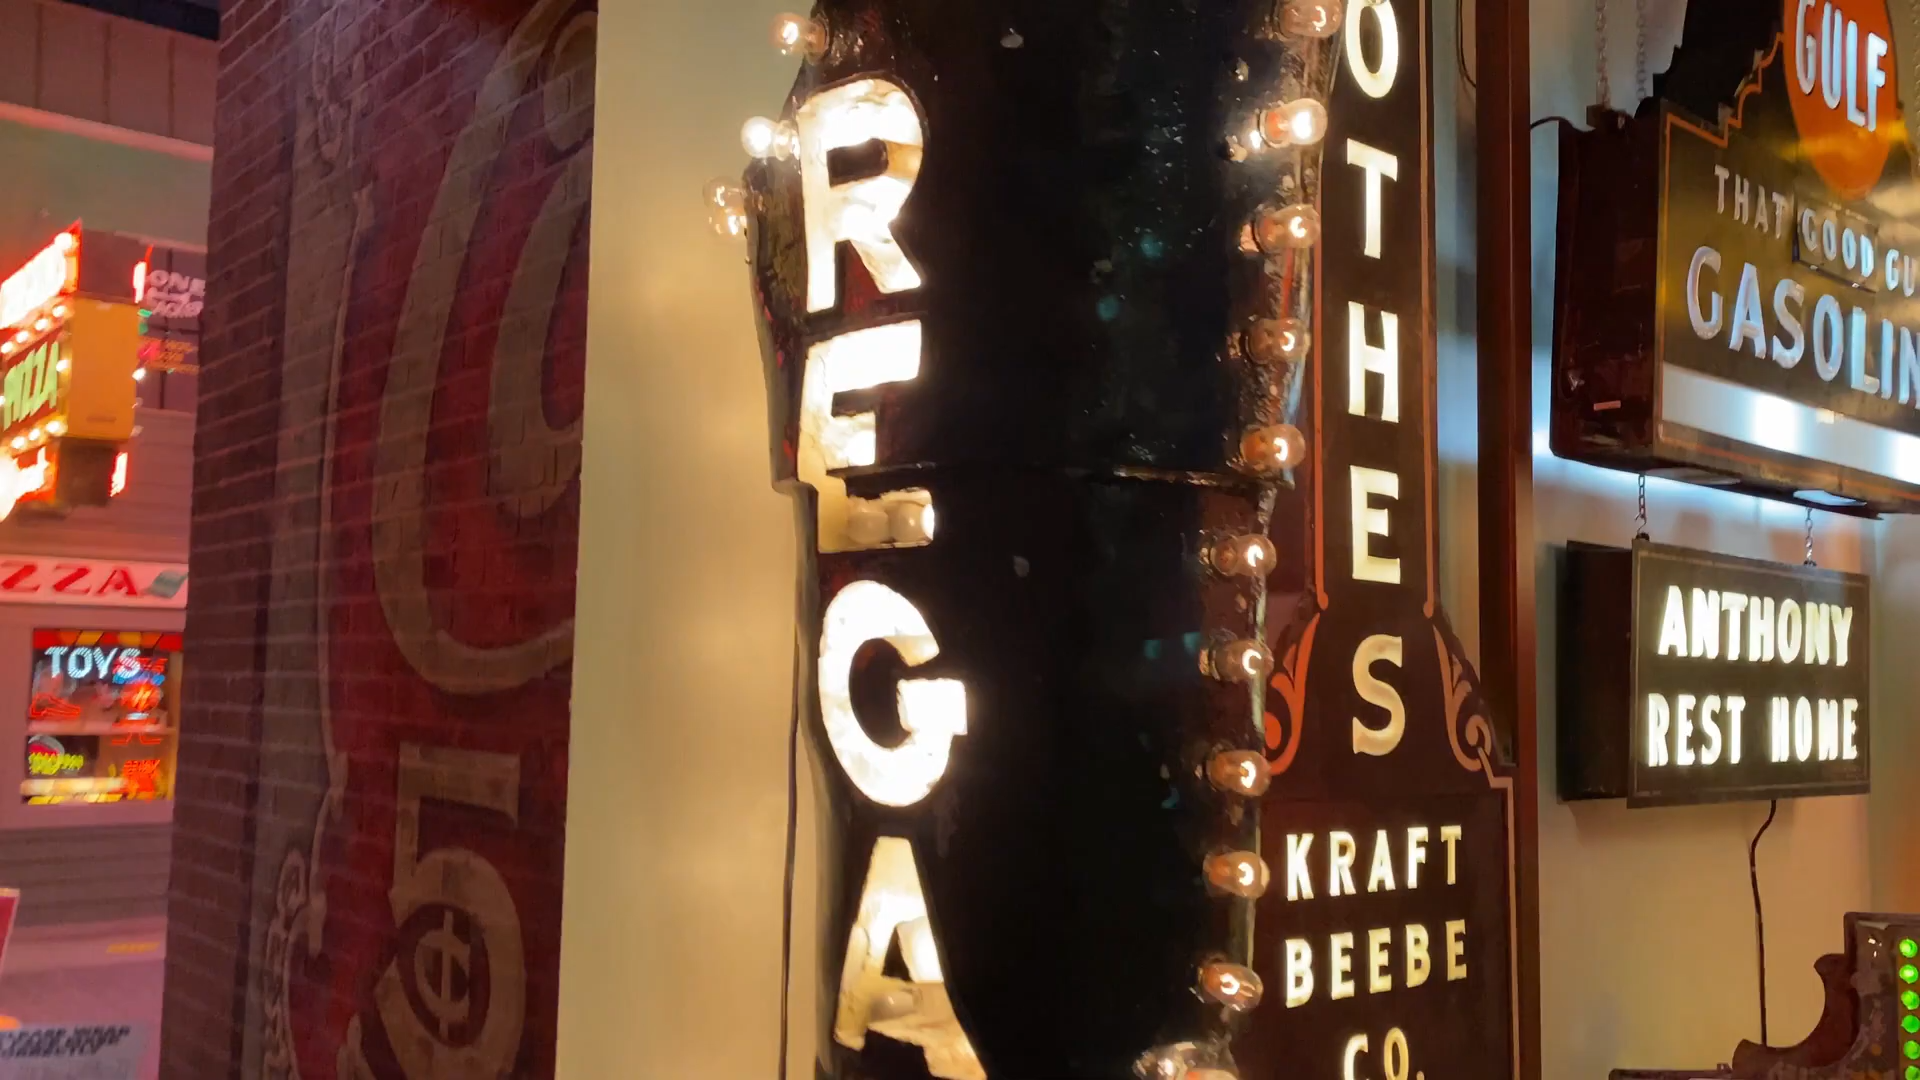 PIZZA
ZZA
TOYS
5¢
REGA
OTHES
KRAFT
BEEBE
CO.
GULF
THAT GOOD GU
GASOLIN
ANTHONY
REST HOME